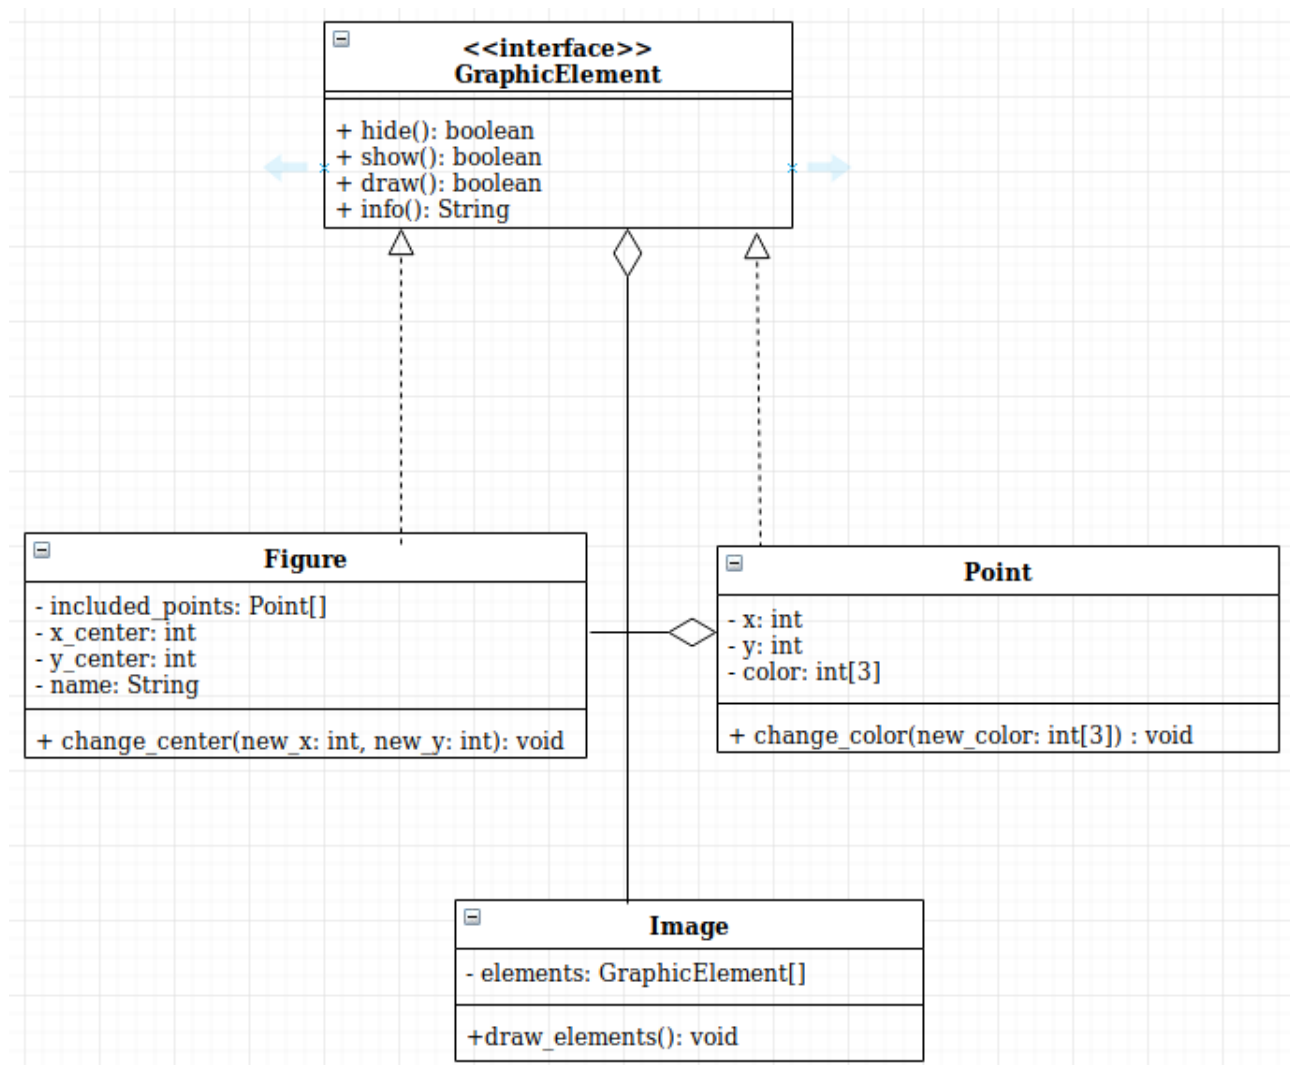 <<interface>>
GraphicElement
+ hide(): boolean
+ show(): boolean
+ draw(): boolean
+ info(): String
Figure
- included_points: Point[]
- x_center: int
- y_center: int
- name: String
+ change_center(new_x: int, new_y: int): void
Point
- x: int
- y: int
- color: int[3]
+ change_color(new_color: int[3]) : void
Image
- elements: GraphicElement[]
+draw_elements(): void